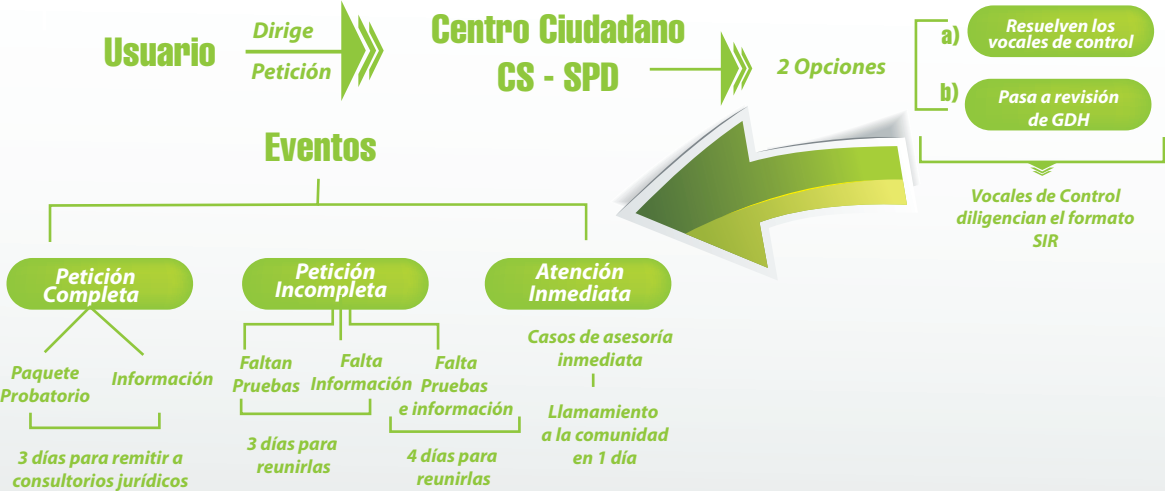 Usuario
Dirige
Petición
Centro Ciudadano
CS - SPD
2 Opciones
a)
Resuelven los
vocales de control
b)
Pasa a revisión
de GDH
Vocales de Control
diligencian el formato
SIR
Eventos
Petición
Completa
Paquete
Probatorio
Información
3 días para remitir a
consultorios jurídicos
Petición
Incompleta
Faltan
Pruebas
Falta
Información
3 días para
reunirlas
Falta
Pruebas
e información
4 días para
reunirlas
Atención
Inmediata
Casos de asesoría
inmediata
Llamamiento
a la comunidad
en 1 día